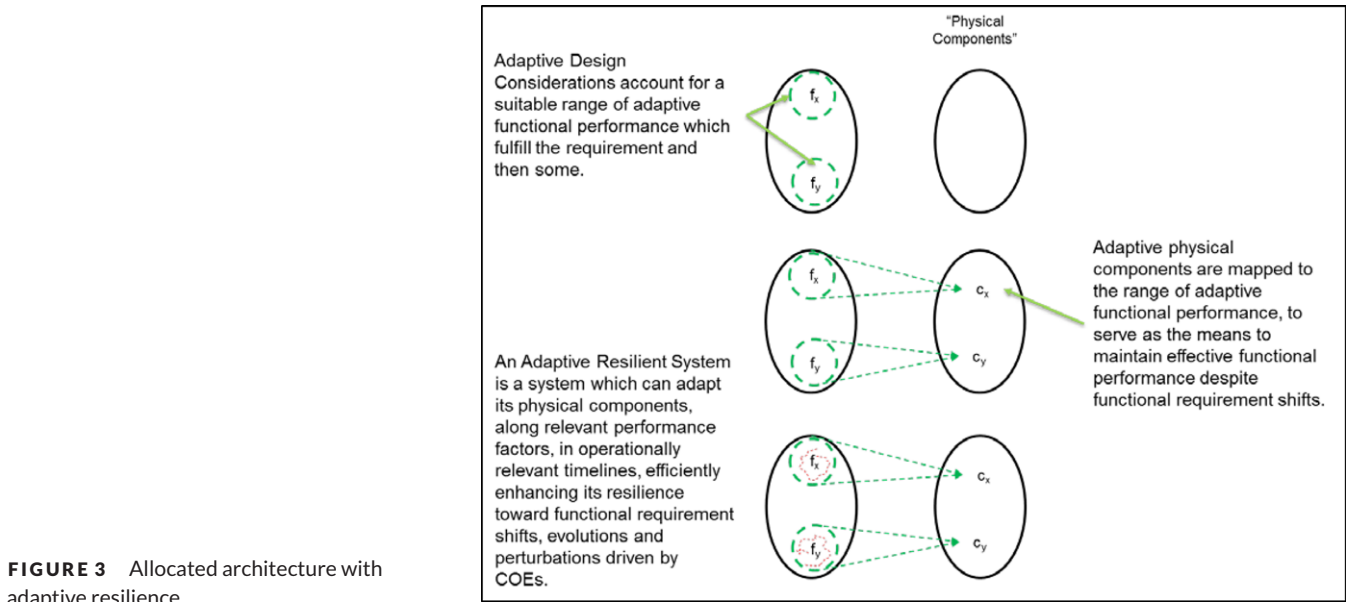 "Physical
Components"
Adaptive Design
Considerations account for a
suitable range of adaptive
functional performance which
fulfill the requirement and
then some.
fx
fy
Adaptive physical
components are mapped to
the range of adaptive
functional performance, to
serve as the means to
maintain effective functional
performance despite
functional requirement shifts.
fx
cx
fy
cy
An Adaptive Resilient System
is a system which can adapt
its physical components,
along relevant performance
factors, in operationally
relevant timelines, efficiently
enhancing its resilience
toward functional requirement
shifts, evolutions and
perturbations driven by
COEs.
fx
cx
fy
cy
FIGURE 3 Allocated architecture with
adaptive resilience